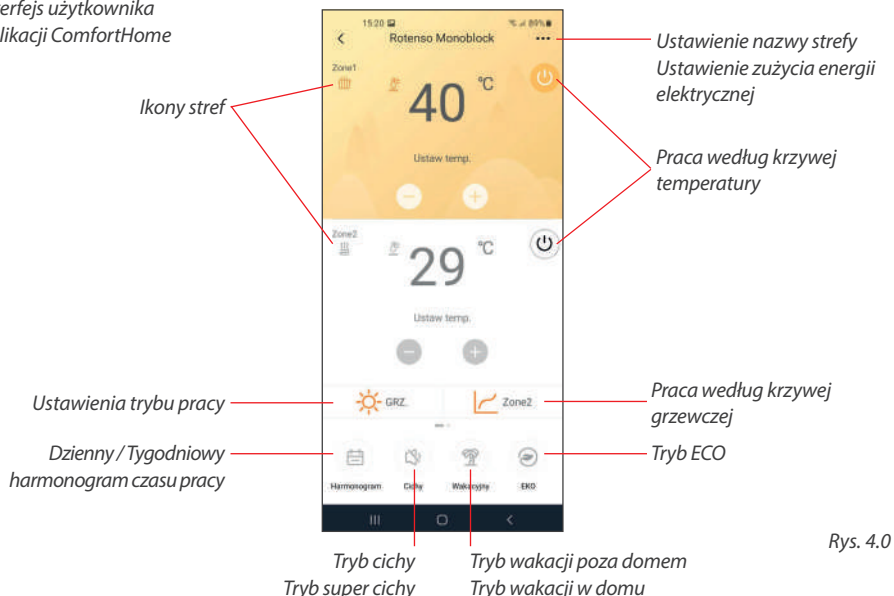 erfejs użytkownika
likacji ComfortHome
15:20
89%
Rotenso Monoblock
Ustawienie nazwy strefy
Ustawienie zużycia energii
elektrycznej
Zone1
Ikony stref
40 °C
Ustaw temp.
Praca według krzywej
temperatury
Zone2
29 °C
Ustaw temp.
Ustawienia trybu pracy
GRZ.
Zone2
Praca według krzywej
grzewczej
Dzienny / Tygodniowy
harmonogram czasu pracy
Tryb ECO
Harmonogram
Cichy
Wakacyjny
EKO
Rys. 4.0
Tryb cichy
Tryb super cichy
Tryb wakacji poza domem
Tryb wakacji w domu